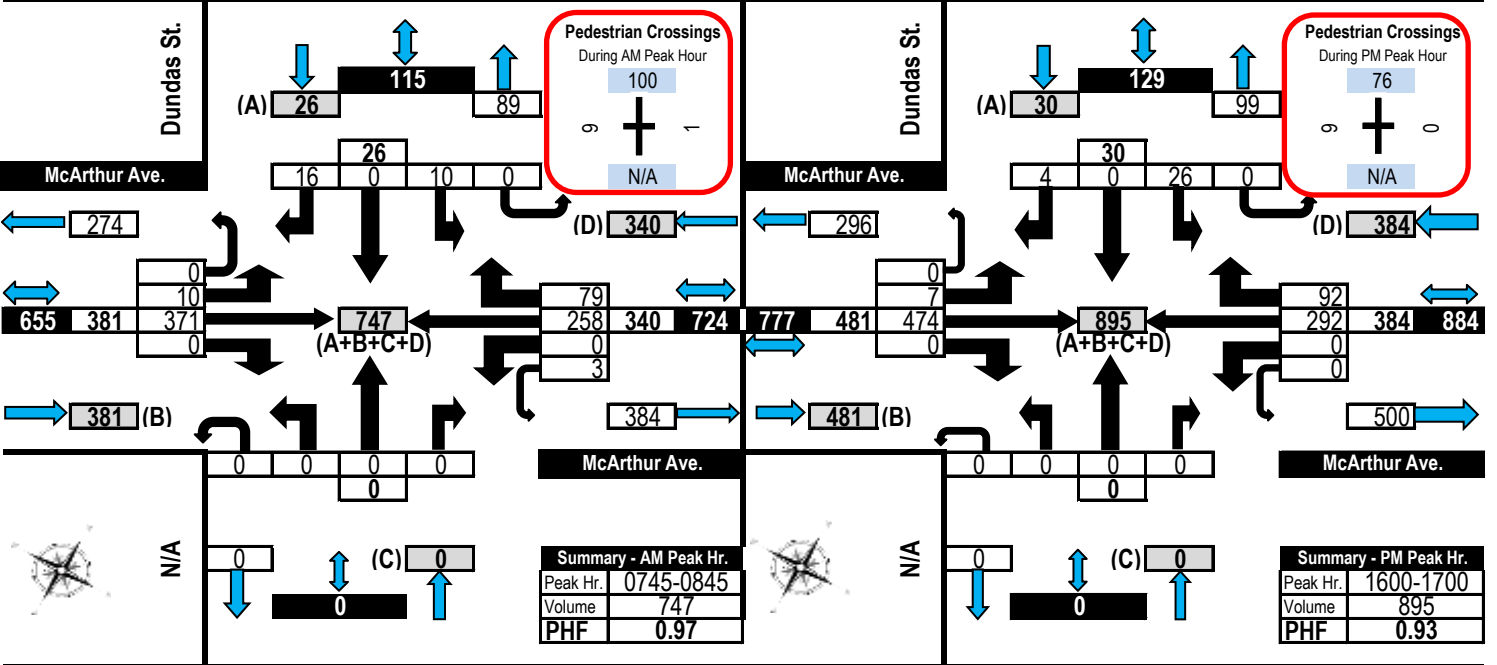 Dundas St.
McArthur Ave.
Pedestrian Crossings
During AM Peak Hour
100
9
1
N/A
115
(A) 26
89
26
16 0 10 0
274
(D) 340
0
10
655 381 371
0
747
(A+B+C+D)
79
258 340 724
0
3
381 (B)
384
0 0 0 0
0
McArthur Ave.
N/A
0
(C) 0
0
Summary - AM Peak Hr.
Peak Hr. 0745-0845
Volume 747
PHF 0.97
Dundas St.
McArthur Ave.
Pedestrian Crossings
During PM Peak Hour
76
9
0
N/A
129
(A) 30
99
30
4 0 26 0
296
(D) 384
0
7
777 481 474
0
895
(A+B+C+D)
92
292 384 884
0
0
481 (B)
500
0 0 0 0
0
McArthur Ave.
N/A
0
(C) 0
0
Summary - PM Peak Hr.
Peak Hr. 1600-1700
Volume 895
PHF 0.93